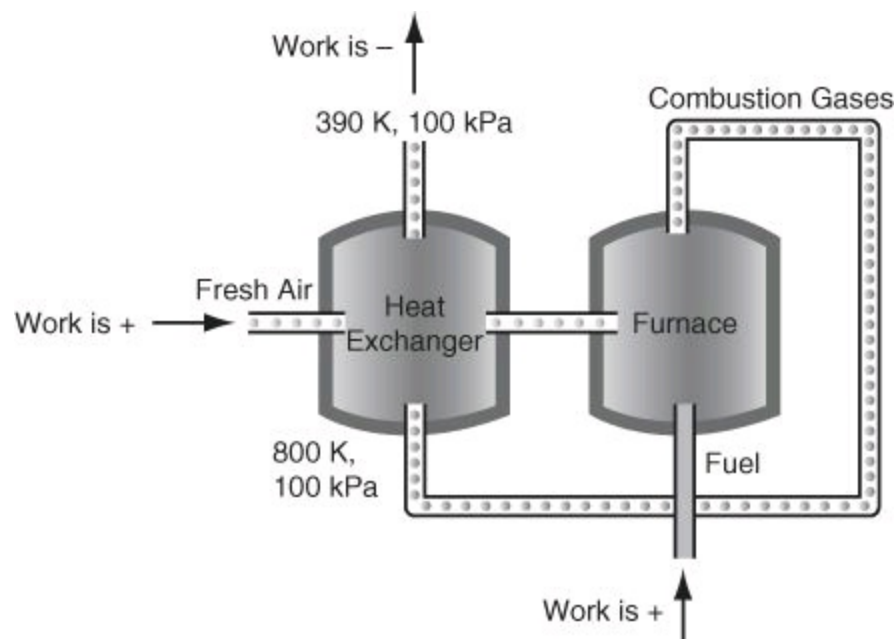 Work is –
390 K, 100 kPa
Combustion Gases
Fresh Air
Work is +
Heat
Exchanger
Furnace
800 K,
100 kPa
Fuel
Work is +